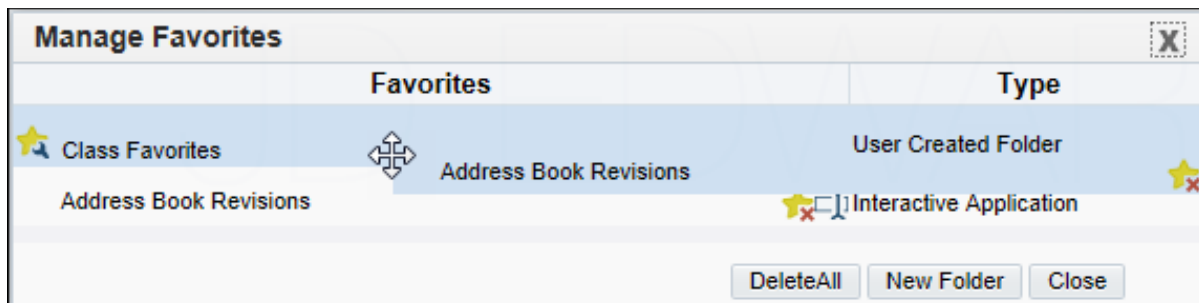 Manage Favorites
X
Favorites Type
Class Favorites User Created Folder
Address Book Revisions
Address Book Revisions Interactive Application
DeleteAll New Folder Close